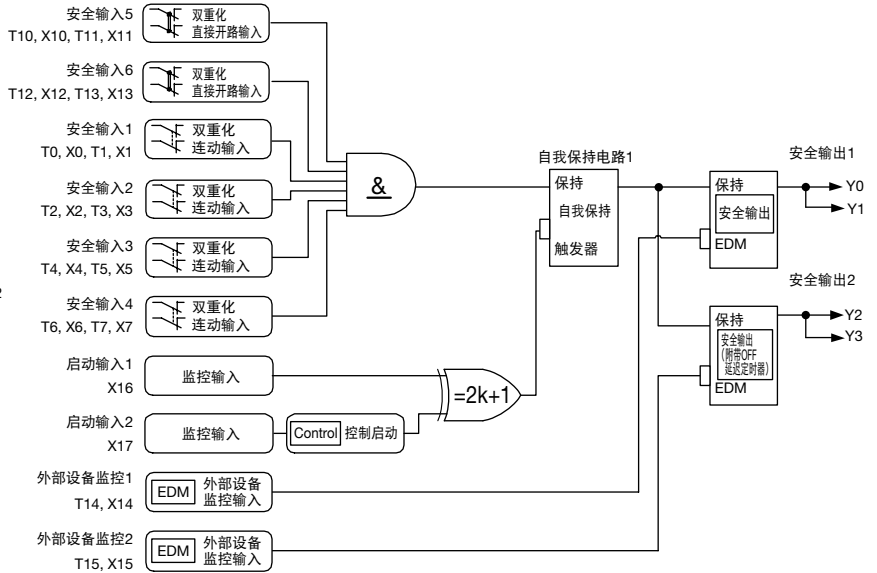 安全输入5
T10, X10, T11, X11
双重化
直接开路输入
安全输入6
T12, X12, T13, X13
双重化
直接开路输入
安全输入1
T0, X0, T1, X1
双重化
连动输入
安全输入2
T2, X2, T3, X3
双重化
连动输入
安全输入3
T4, X4, T5, X5
双重化
连动输入
安全输入4
T6, X6, T7, X7
双重化
连动输入
启动输入1
X16
监控输入
启动输入2
X17
监控输入
Control 控制启动
外部设备监控1
T14, X14
EDM
外部设备
监控输入
外部设备监控2
T15, X15
EDM
外部设备
监控输入
&
=2k+1
自我保持电路1
保持
自我保持
触发器
安全输出1
保持
安全输出
EDM
Y0
Y1
安全输出2
保持
安全输出
(附带OFF
延迟定时器)
EDM
Y2
Y3